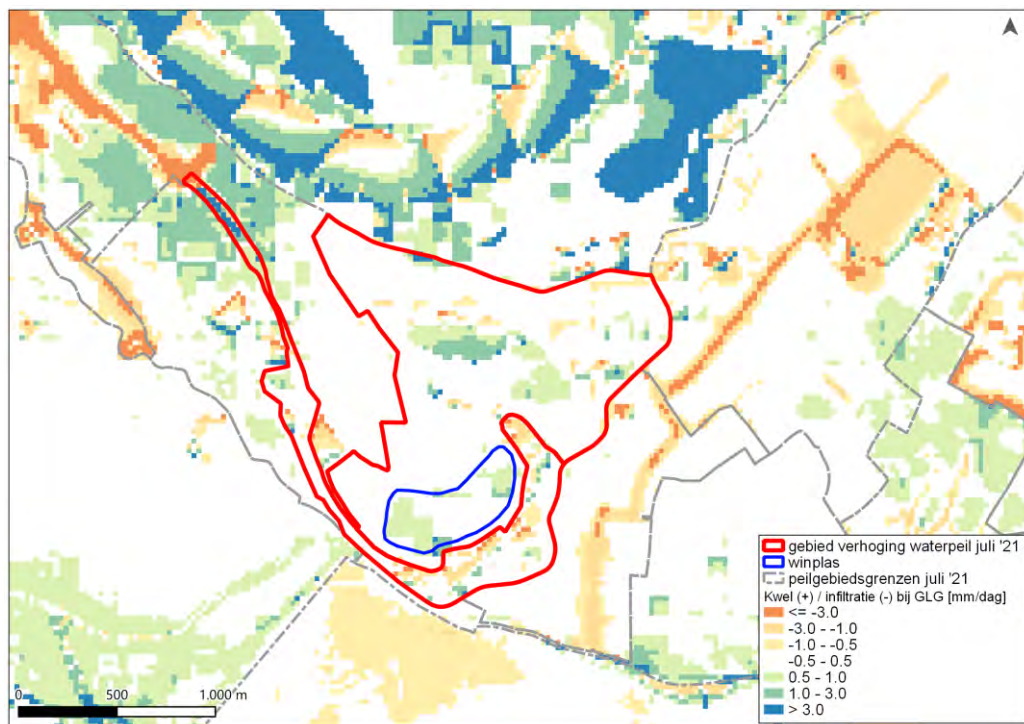 gebied verhoging waterpeil juli '21
winplas
peilgebiedsgrenzen juli '21
Kwel (+) / infiltratie (-) bij GLG [mm/dag]
<= -3.0
-3.0 - -1.0
-1.0 - -0.5
-0.5 - 0.5
0.5 - 1.0
1.0 - 3.0
> 3.0
0 500 1.000 m